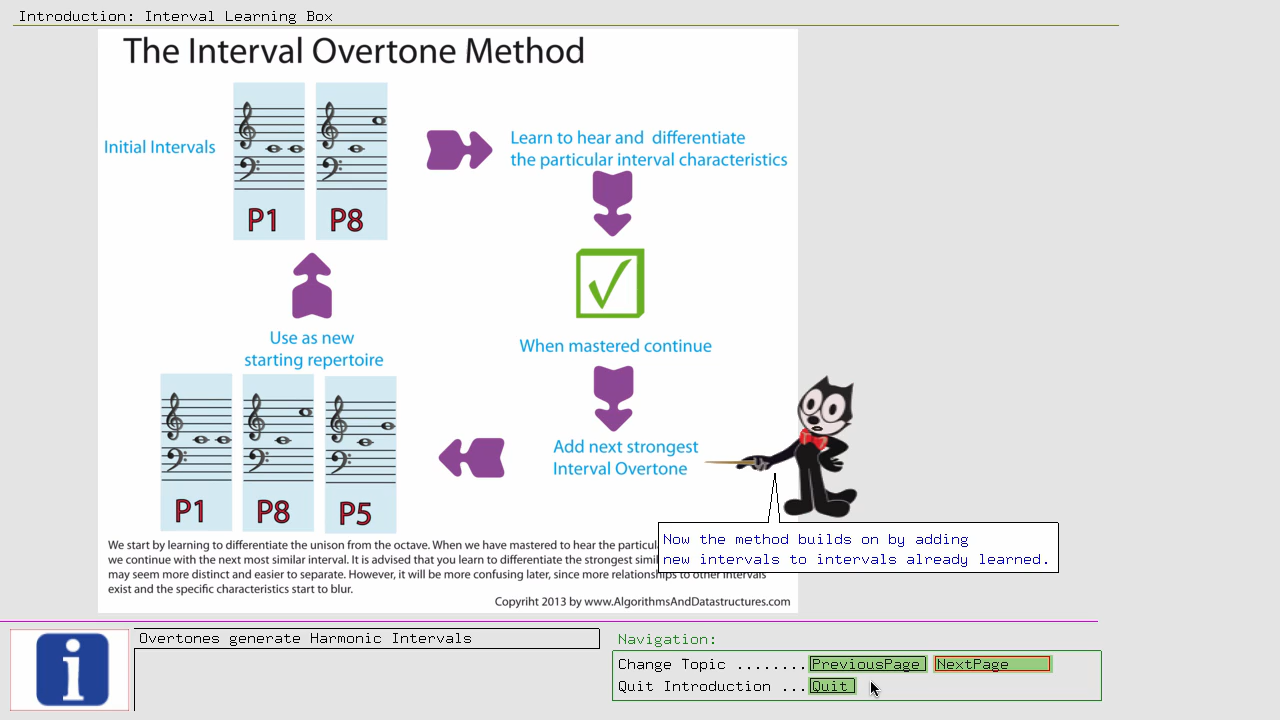 Introduction: Interval Learning Box
The Interval Overtone Method
Initial Intervals
P1
P8
Learn to hear and differentiate
the particular interval characteristics
When mastered continue
Add next strongest
Interval Overtone
Use as new
starting repertoire
P1
P8
P5
Now the method builds on by adding
new intervals to intervals already learned.
We start by learning to differentiate the unison from the octave. When we have mastered to hear the
we continue with the next most similar interval. It is advised that you learn to differentiate the strongest
may seem more distinct and easier to separate. However, it will be more confusing later, since more relationships to other intervals
exist and the specific characteristics start to blur.
Copyriht 2013 by www.AlgorithmsAndDatastructures.com
Overtones generate Harmonic Intervals
Navigation:
Change Topic ........ PreviousPage NextPage
Quit Introduction ... Quit